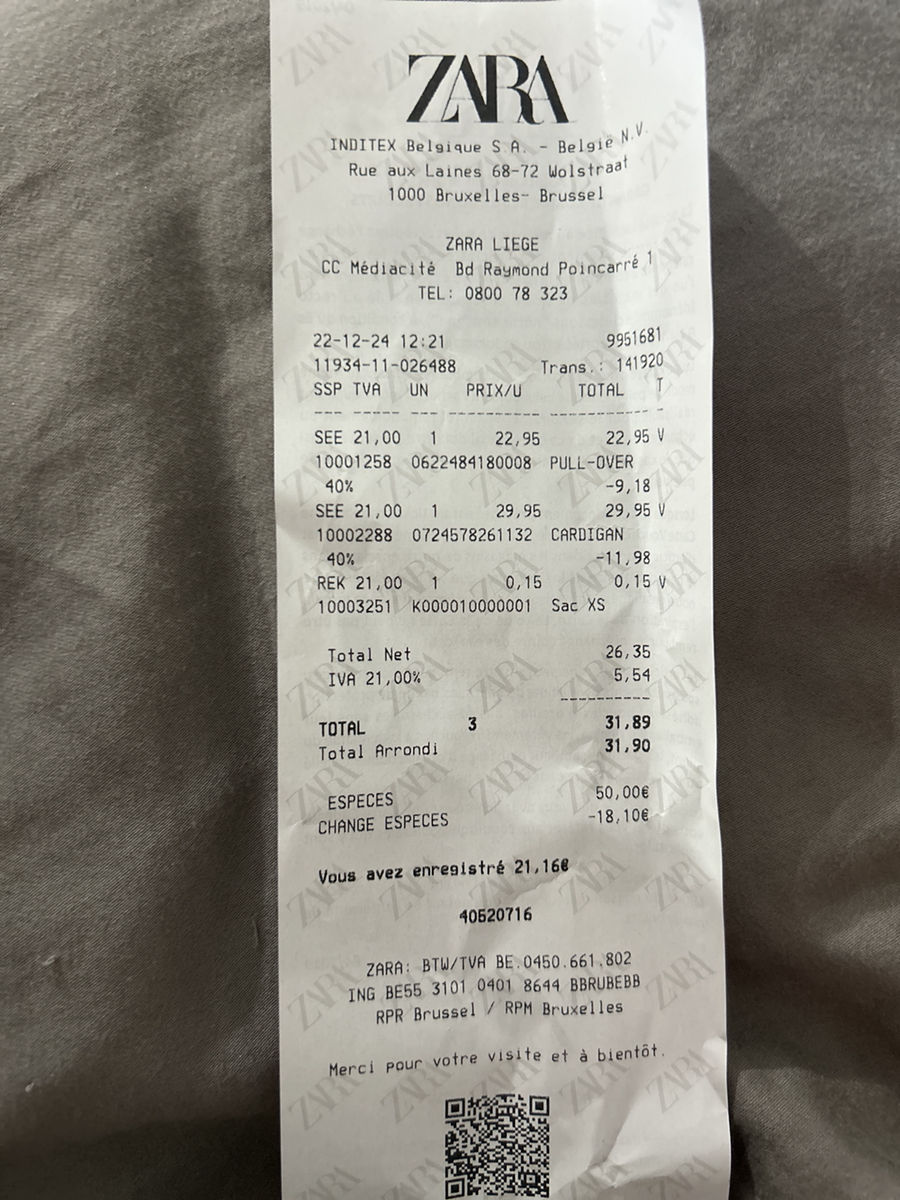 ZARA
INDITEX Belgique S.A. - België N.V.
Rue aux Laines 68-72 Wolstraat
1000 Bruxelles- Brussel
ZARA LIEGE
CC Médiacité Bd Raymond Poincarré 1
TEL: 0800 78 323
22-12-24 12:21 9951681
11934-11-026488 Trans.: 141920
SSP TVA UN PRIX/U TOTAL T
--- ----- --- ---------- ---------- -
SEE 21,00 1 22,95 22,95 V
10001258 0622484180008 PULL-OVER
40% -9,18
SEE 21,00 1 29,95 29,95 V
10002288 0724578261132 CARDIGAN
40% -11,98
REK 21,00 1 0,15 0,15 V
10003251 K000010000001 Sac XS
Total Net 26,35
IVA 21,00% 5,54
----------
TOTAL 3 31,89
Total Arrondi 31,90
ESPECES 50,00€
CHANGE ESPECES -18,10€
Vous avez enregistré 21,16€
40520716
ZARA: BTW/TVA BE.0450.661.802
ING BE55 3101 0401 8644 BBRUBEBB
RPR Brussel / RPM Bruxelles
Merci pour votre visite et à bientôt.